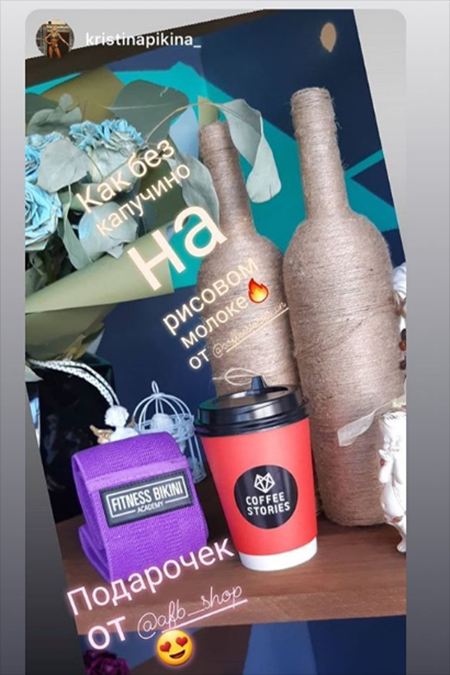 kristinapikina_
Как без
капучино
на
рисовом
молоке🔥
от
FITNESS BIKINI
ACADEMY
COFFEE
STORIES
Подарочек
от @afb_shop
😍